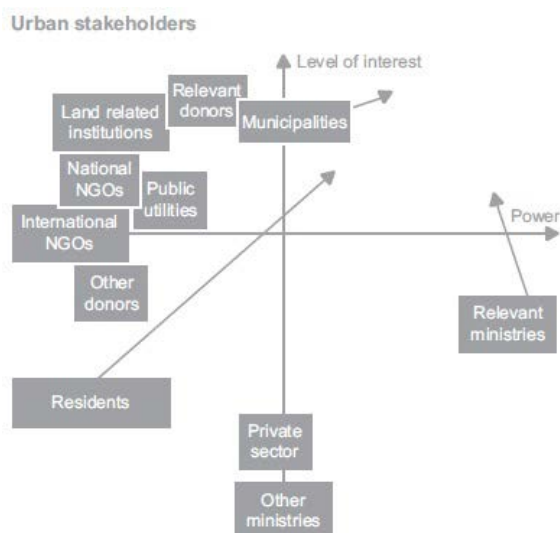 Urban stakeholders
Level of interest
Relevant
donors
Land related
institutions
Municipalities
National
NGOs
Public
utilities
International
NGOs
Power
Other
donors
Relevant
ministries
Residents
Private
sector
Other
ministries